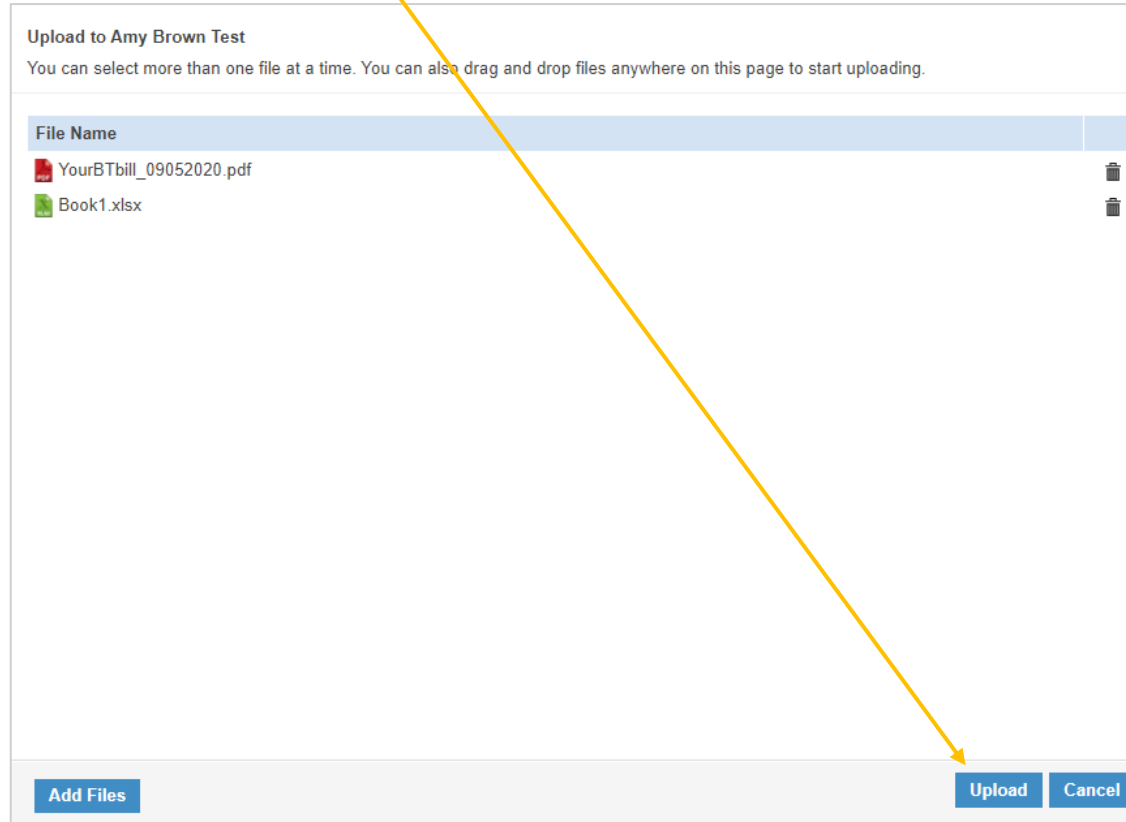 Upload to Amy Brown Test
You can select more than one file at a time. You can also drag and drop files anywhere on this page to start uploading.
File Name
YourBTbill_09052020.pdf
Book1.xlsx
Add Files
Upload
Cancel